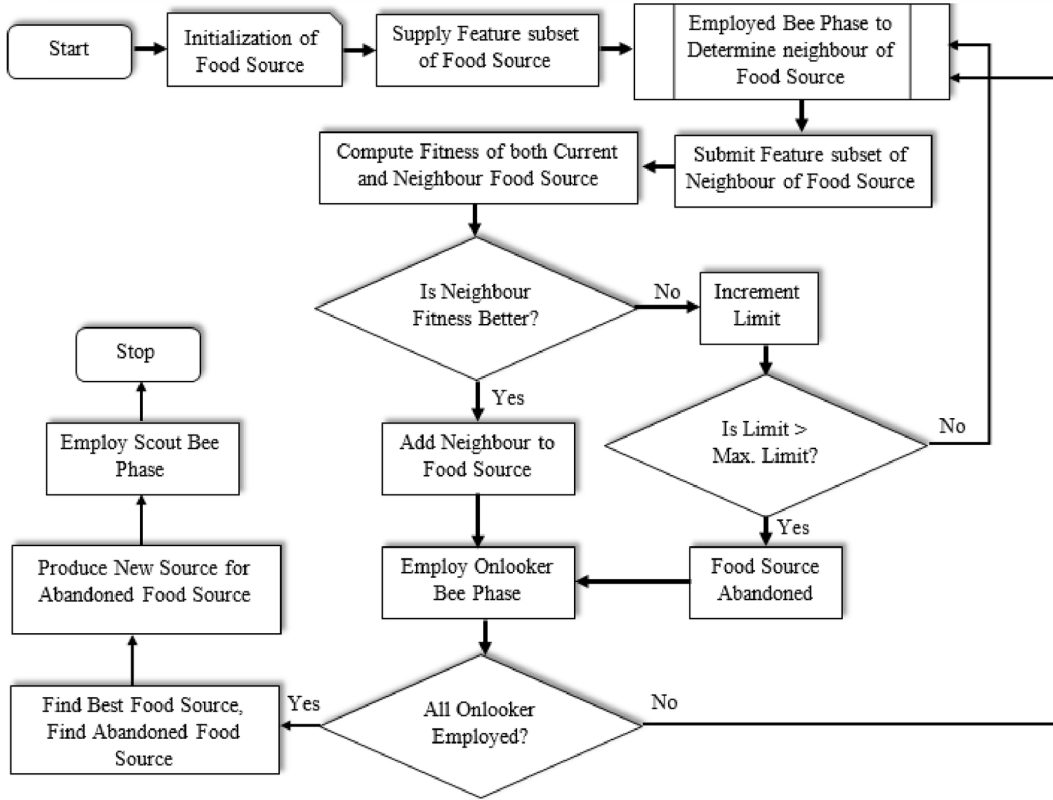 Start
Initialization of
Food Source
Supply Feature subset
of Food Source
Employed Bee Phase to
Determine neighbour of
Food Source
Compute Fitness of both Current
and Neighbour Food Source
Submit Feature subset of
Neighbour of Food Source
Is Neighbour
Fitness Better?
No
Increment
Limit
Stop
Yes
Is Limit >
Max. Limit?
No
Employ Scout Bee
Phase
Add Neighbour to
Food Source
Yes
Produce New Source for
Abandoned Food Source
Employ Onlooker
Bee Phase
Food Source
Abandoned
Find Best Food Source,
Find Abandoned Food
Source
Yes
All Onlooker
Employed?
No